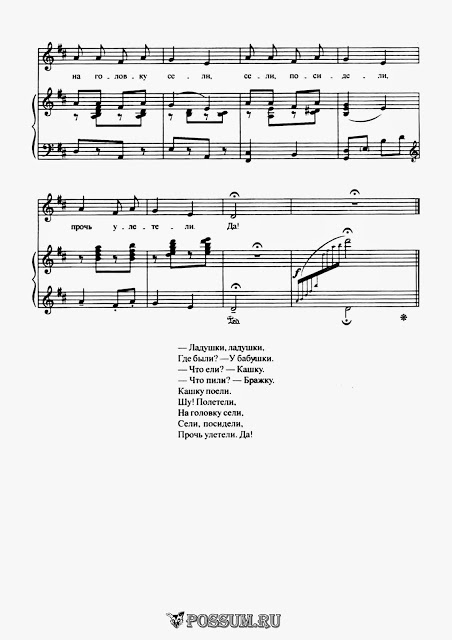 на го . ло́в . ку се . ли, се . ли, по . си . де . ли,
прочь у . ле . те . ли. Да!
f
Ped
*
— Ладушки, ладушки,
Где были? — У бабушки.
— Что ели? — Кашку.
— Что пили? — Бражку.
Кашку поели.
Шу! Полетели,
На головку сели,
Сели, посидели,
Прочь улетели. Да!
POSSUM.RU